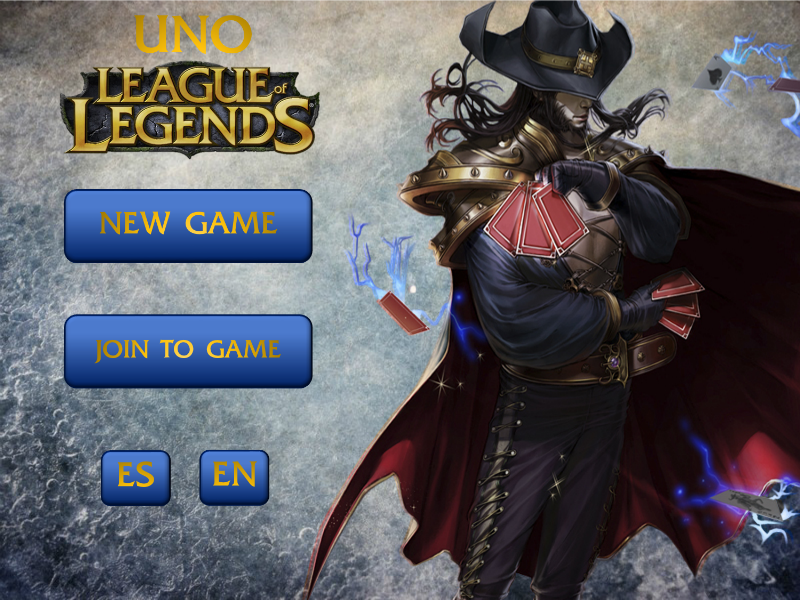 UNO
LEAGUE of
LEGENDS
NEW GAME
JOIN TO GAME
ES EN